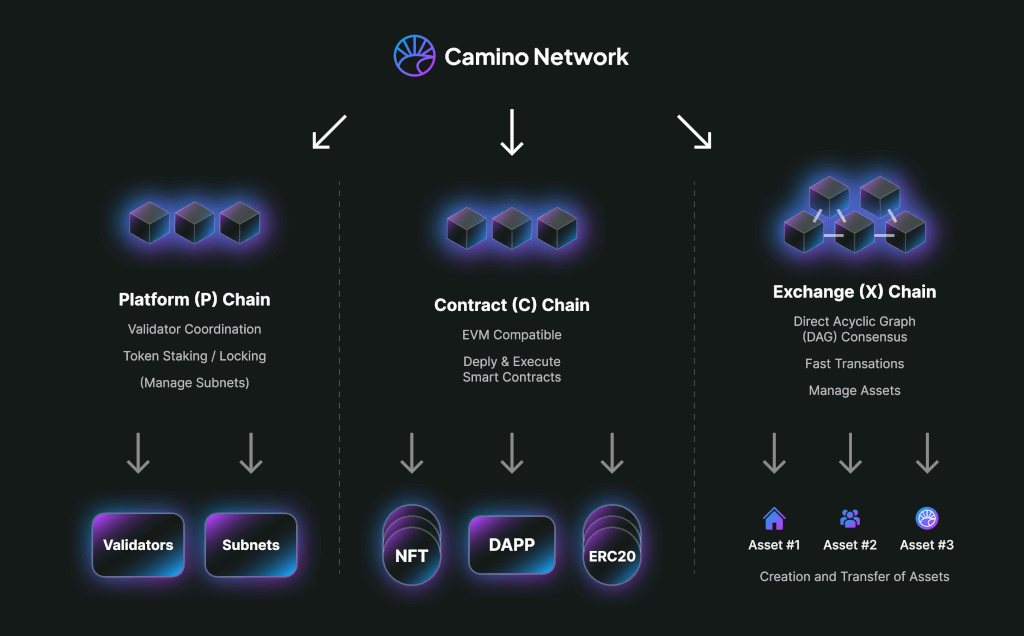 Camino Network
Platform (P) Chain
Validator Coordination
Token Staking / Locking
(Manage Subnets)
Validators
Subnets
Contract (C) Chain
EVM Compatible
Deply & Execute
Smart Contracts
NFT
DAPP
ERC20
Exchange (X) Chain
Direct Acyclic Graph
(DAG) Consensus
Fast Transations
Manage Assets
Asset #1
Asset #2
Asset #3
Creation and Transfer of Assets